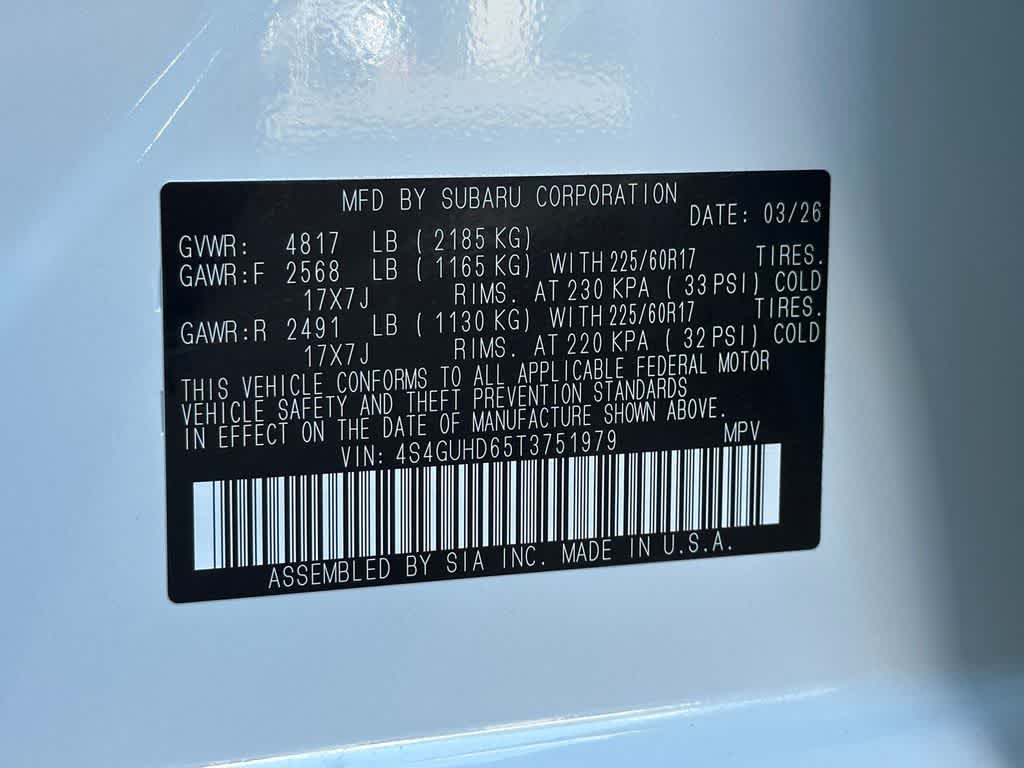 MFD BY SUBARU CORPORATION
DATE: 03/26
GVWR: 4817 LB ( 2185 KG)
GAWR:F 2568 LB ( 1165 KG) WITH 225/60R17 TIRES.
17X7J RIMS. AT 230 KPA ( 33 PSI) COLD
GAWR:R 2491 LB ( 1130 KG) WITH 225/60R17 TIRES.
17X7J RIMS. AT 220 KPA ( 32 PSI) COLD
THIS VEHICLE CONFORMS TO ALL APPLICABLE FEDERAL MOTOR
VEHICLE SAFETY AND THEFT PREVENTION STANDARDS
IN EFFECT ON THE DATE OF MANUFACTURE SHOWN ABOVE.
VIN: 4S4GUHD65T3751979 MPV
ASSEMBLED BY SIA INC. MADE IN U.S.A.